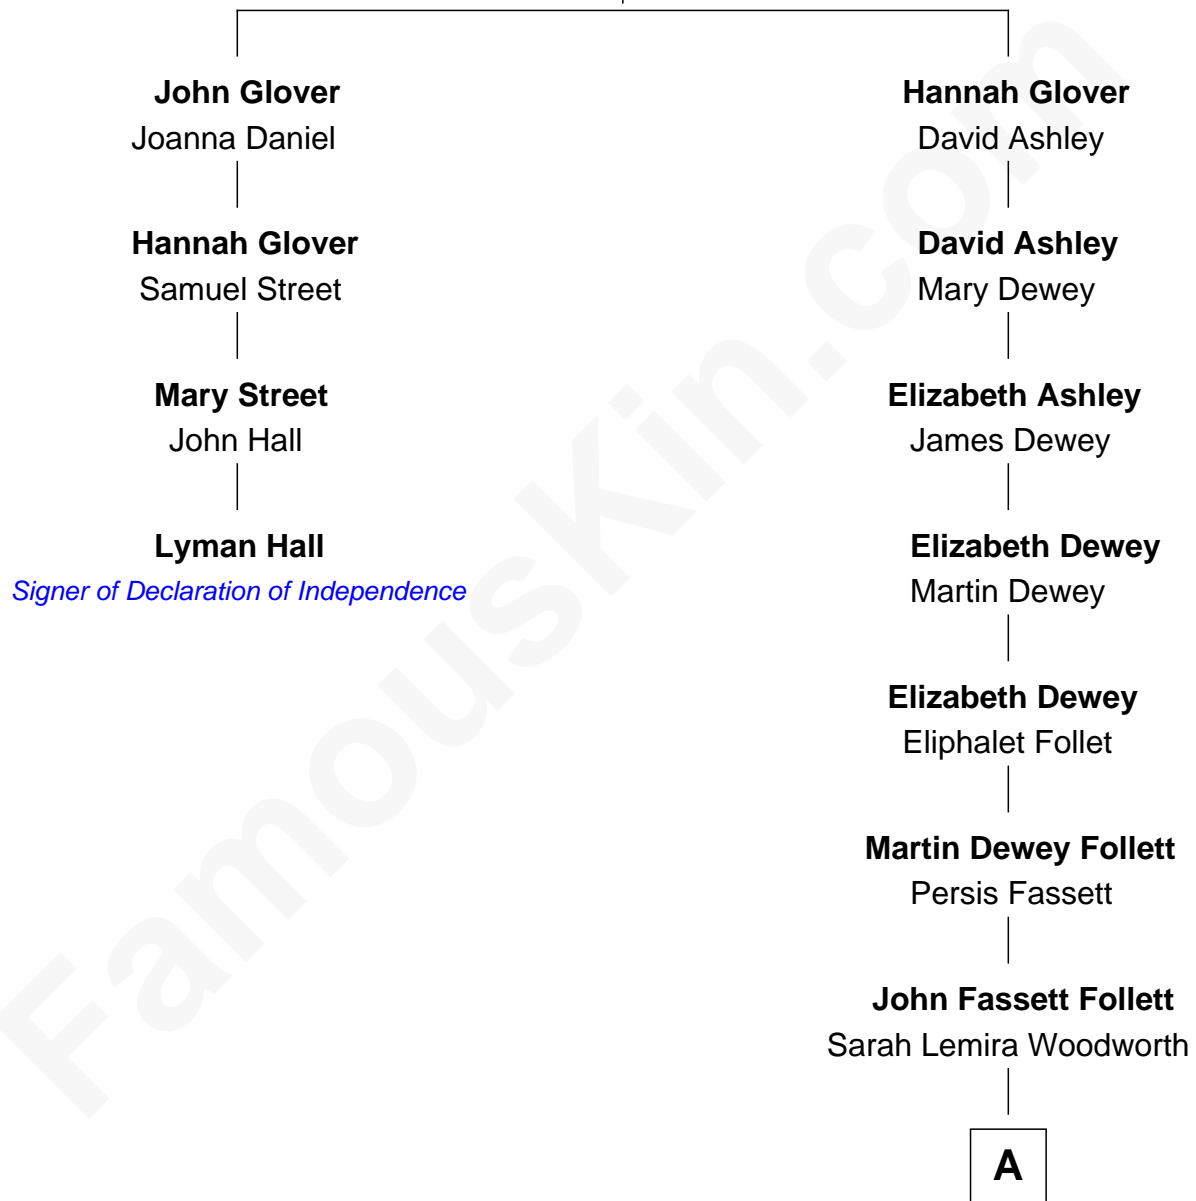 John Glover
Joanna Daniel
Hannah Glover
Samuel Street
Mary Street
John Hall
Lyman Hall
Signer of Declaration of Independence
Hannah Glover
David Ashley
David Ashley
Mary Dewey
Elizabeth Ashley
James Dewey
Elizabeth Dewey
Martin Dewey
Elizabeth Dewey
Eliphalet Follet
Martin Dewey Follett
Persis Fassett
John Fassett Follett
Sarah Lemira Woodworth
A
FamousKin.com